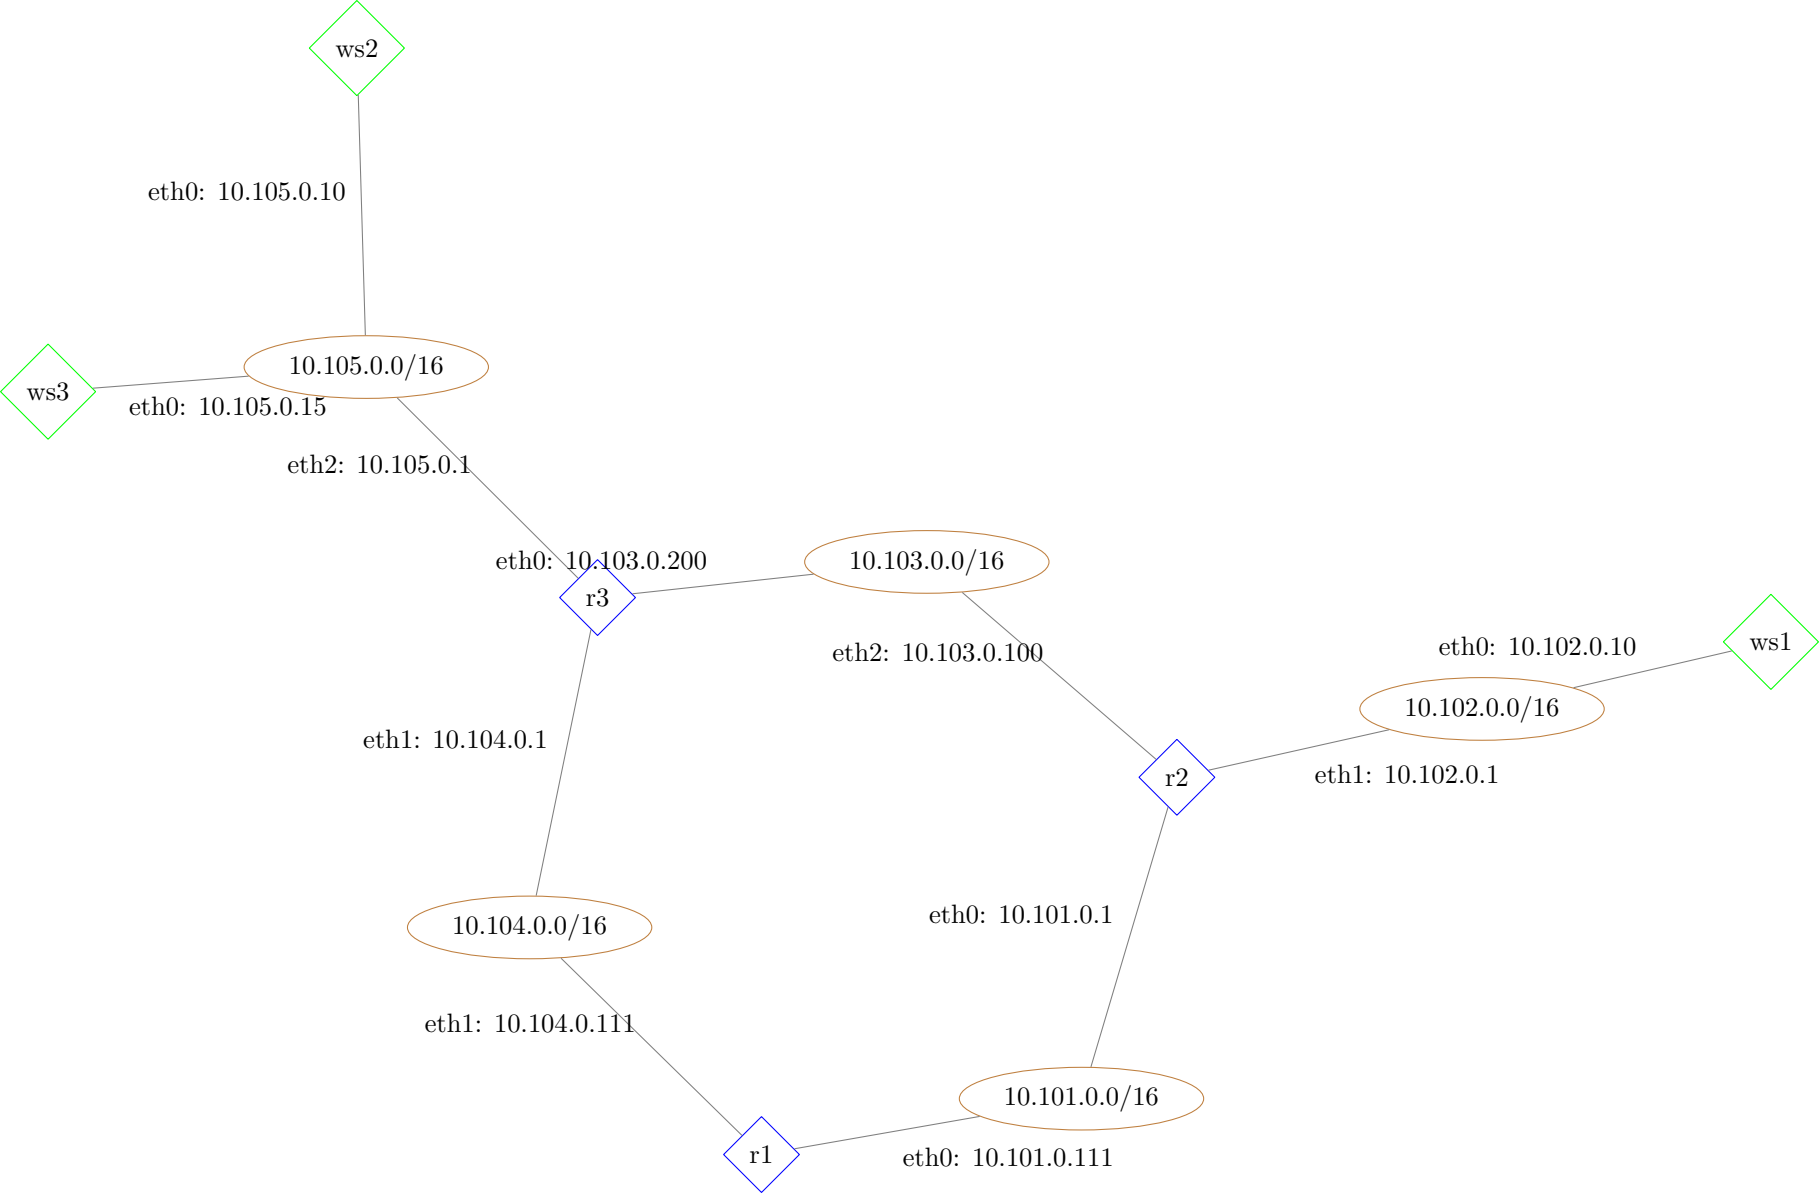 ws2
eth0: 10.105.0.10
10.105.0.0/16
ws3
eth0: 10.105.0.15
eth2: 10.105.0.1
eth0: 10.103.0.200
10.103.0.0/16
r3
ws1
eth0: 10.102.0.10
eth2: 10.103.0.100
10.102.0.0/16
eth1: 10.104.0.1
r2
eth1: 10.102.0.1
eth0: 10.101.0.1
10.104.0.0/16
eth1: 10.104.0.111
10.101.0.0/16
r1
eth0: 10.101.0.111